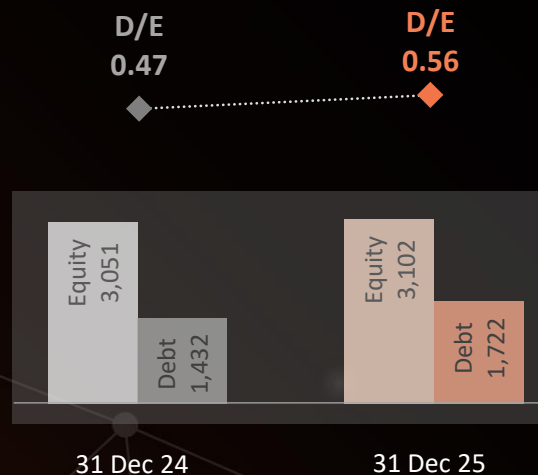 D/E
0.47
D/E
0.56
Equity
3,051
Debt
1,432
Equity
3,102
Debt
1,722
31 Dec 24
31 Dec 25